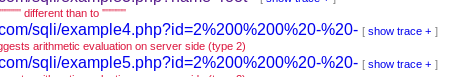 """"" different than to """""
com/sqli/example4.php?id=2%200%200%20-%20- [ show trace + ]
ggests arithmetic evaluation on server side (type 2)
com/sqli/example5.php?id=2%200%200%20-%20- [ show trace + ]